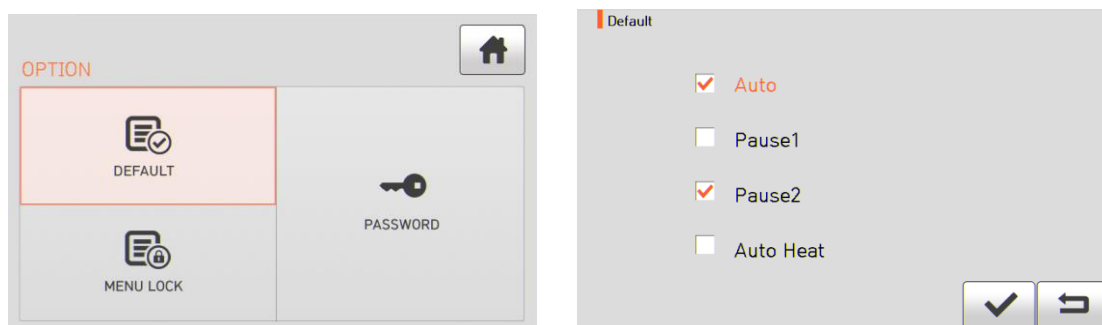 OPTION
DEFAULT
MENU LOCK
PASSWORD
Default
Auto
Pause1
Pause2
Auto Heat